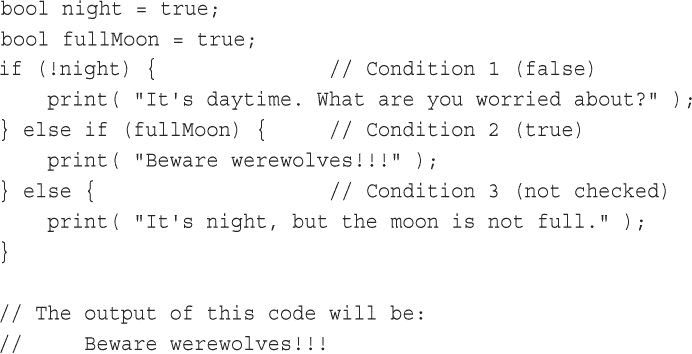 bool night = true;
bool fullMoon = true;
if (!night) {                // Condition 1 (false)
    print( "It's daytime. What are you worried about?" );
} else if (fullMoon) {      // Condition 2 (true)
    print( "Beware werewolves!!!" );
} else {                    // Condition 3 (not checked)
    print( "It's night, but the moon is not full." );
}
// The output of this code will be:
//     Beware werewolves!!!